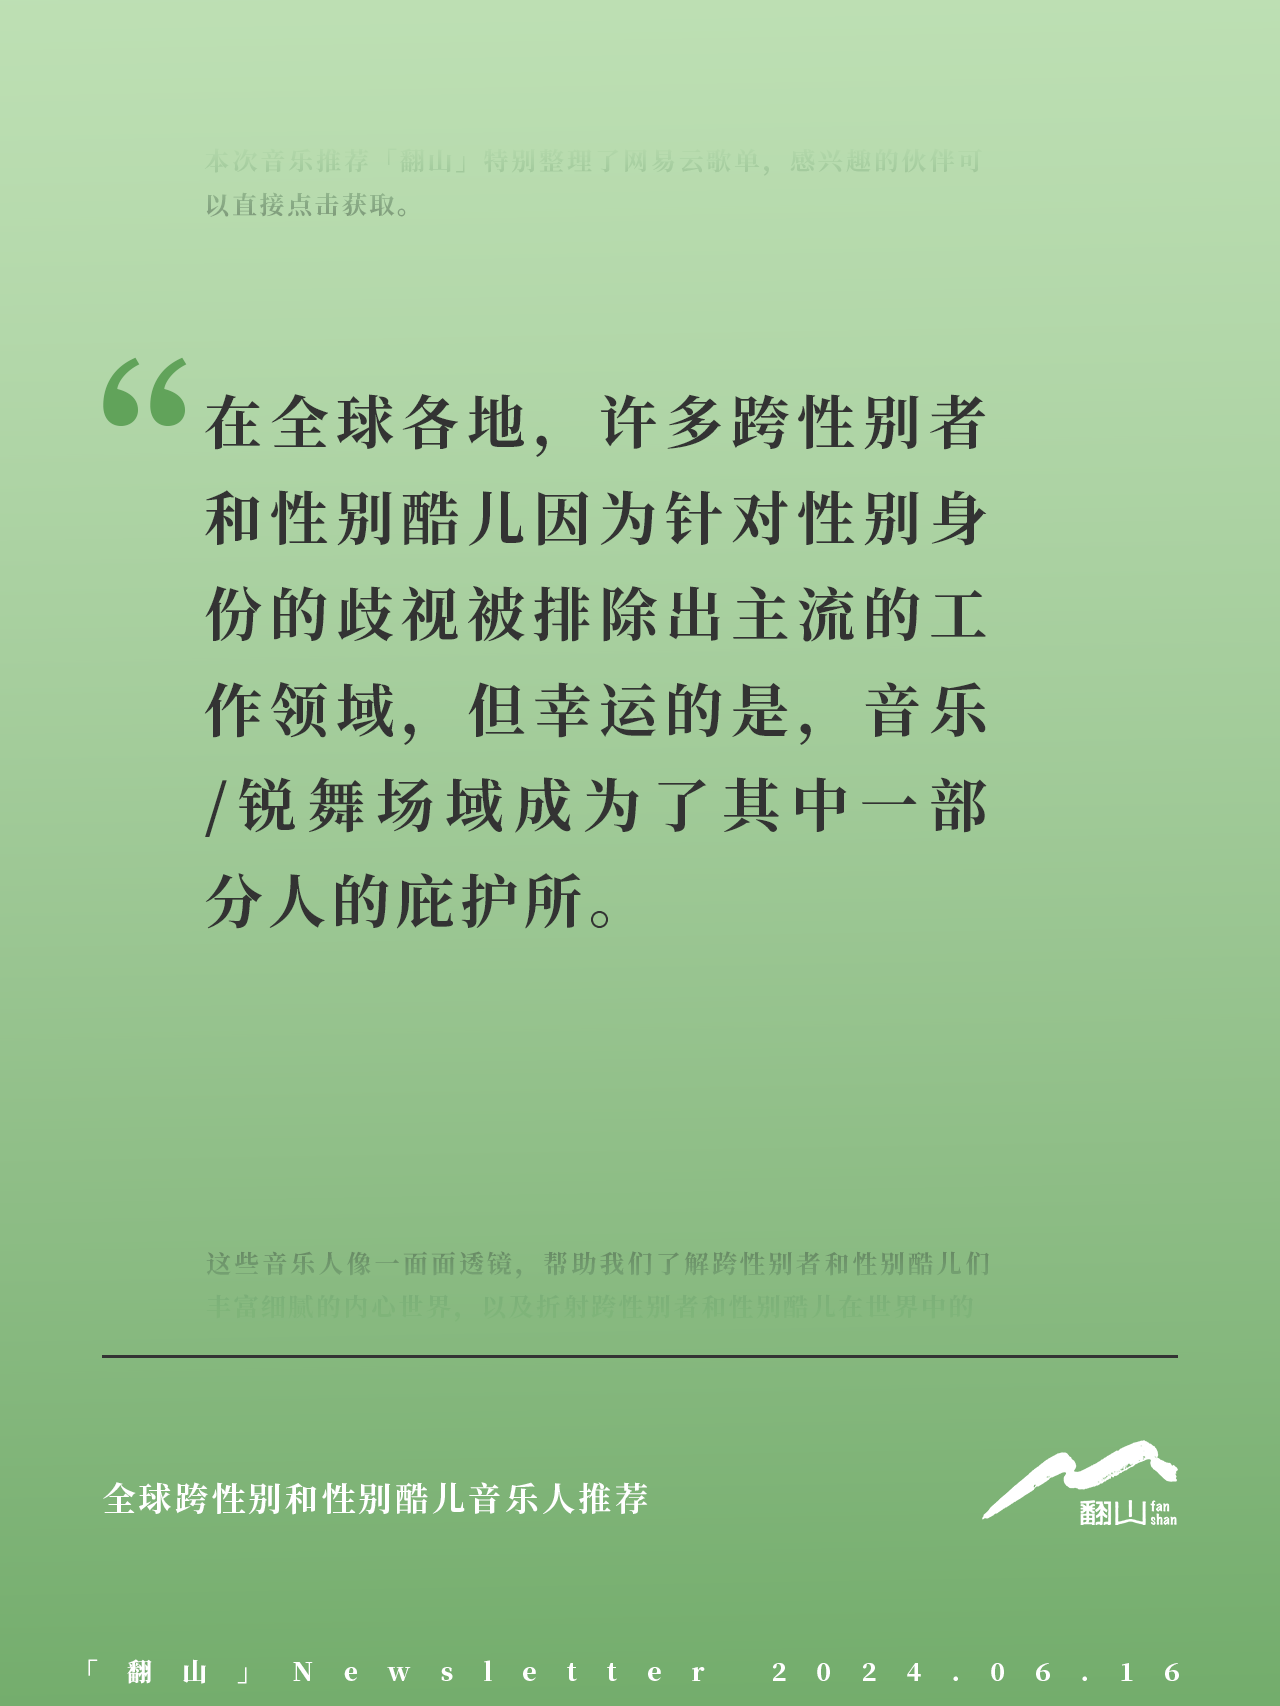 本次音乐推荐「翻山」特别整理了网易云歌单，感兴趣的伙伴可
以直接点击获取。
“在全球各地，许多跨性别者
和性别酷儿因为针对性别身
份的歧视被排除出主流的工
作领域，但幸运的是，音乐
/锐舞场域成为了其中一部
分人的庇护所。
这些音乐人像一面面透镜，帮助我们了解跨性别者和性别酷儿们
丰富细腻的内心世界，以及折射跨性别者和性别酷儿在世界中的
全球跨性别和性别酷儿音乐人推荐
翻山 fan shan
「翻山」Newsletter 2024.06.16